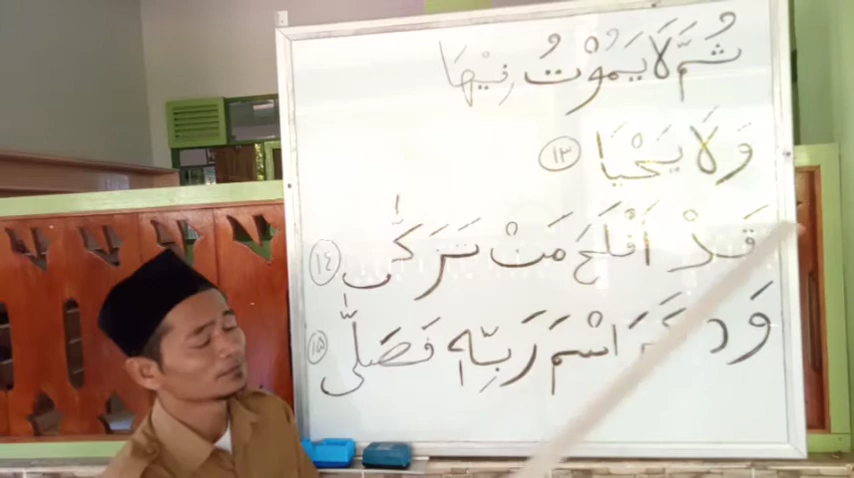 ثُمَّ لَا يَمُوْتُ فِيْهَا
وَلَا يَحْيَا ١٣
قَدْ اَفْلَحَ مَنْ تَزَكّٰى ١٤
اسْمَ رَبِّهٖ فَصَلّٰى ١٥